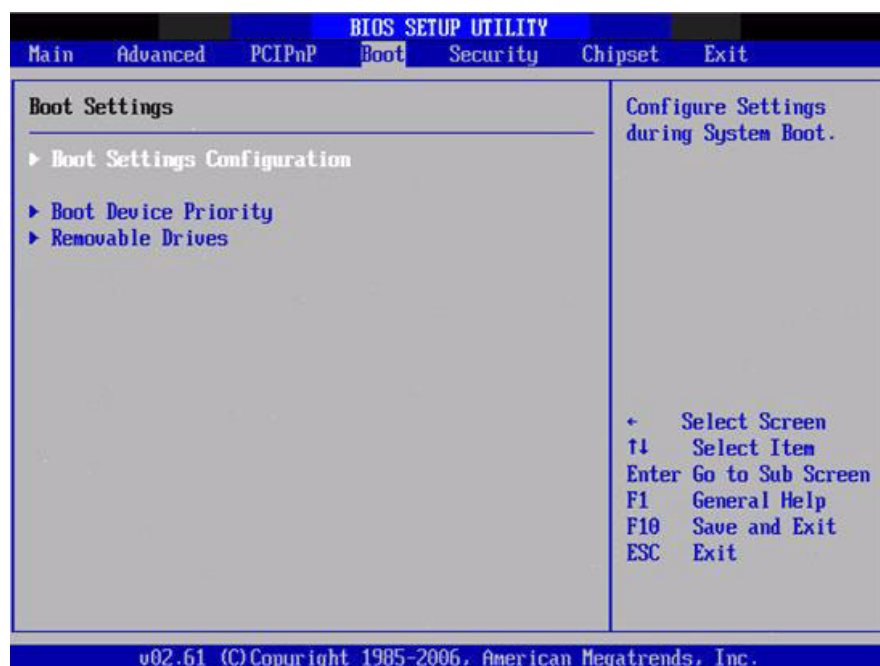 BIOS SETUP UTILITY
Main Advanced PCIPnP Boot Security Chipset Exit
Boot Settings
▶ Boot Settings Configuration
▶ Boot Device Priority
▶ Removable Drives
Configure Settings
during System Boot.
← Select Screen
↑↓ Select Item
Enter Go to Sub Screen
F1 General Help
F10 Save and Exit
ESC Exit
v02.61 (C)Copyright 1985-2006, American Megatrends, Inc.